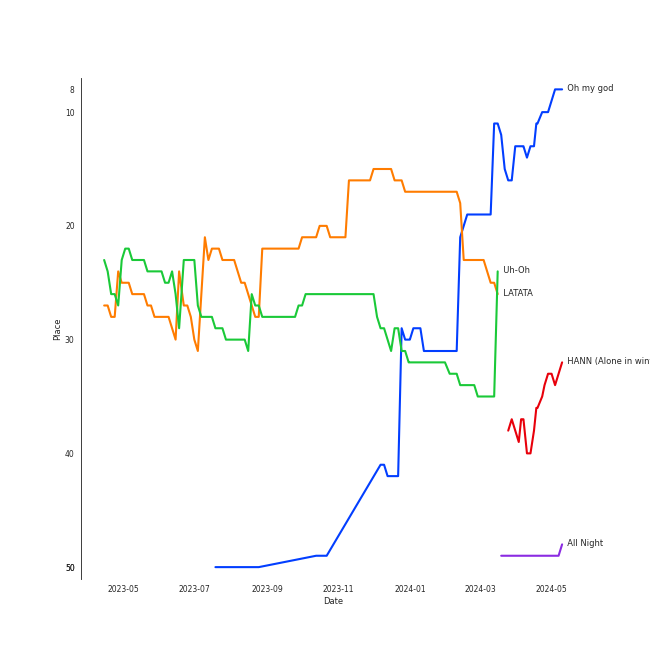 8
Oh my god
10
20
Uh-Oh
LATATA
30
Place
HANN (Alone in win
40
All Night
50
2023-05
2023-07
2023-09
2023-11
2024-01
2024-03
2024-05
Date